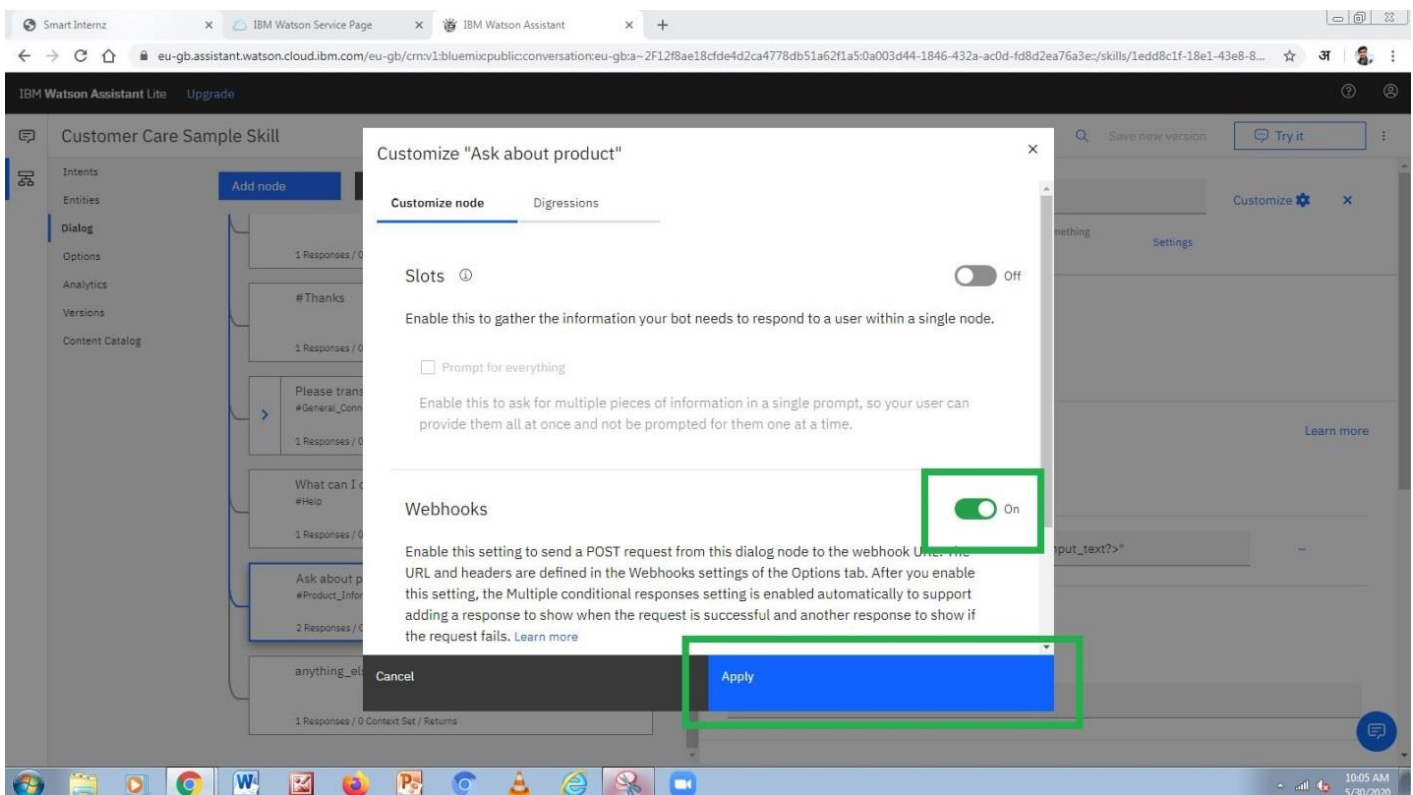 Smart Internz
IBM Watson Service Page
IBM Watson Assistant
eu-gb.assistant.watson.cloud.ibm.com/eu-gb/crn:v1:bluemix:public:conversation:eu-gb:a~2F12f8ae18cfde4d2ca4778db51a62f1a5:0a003d44-1846-432a-ac0d-fd8d2ea76a3e::/skills/1edd8c1f-18e1-43e8-8...
अ
IBM Watson Assistant Lite Upgrade
Customer Care Sample Skill
Save new version
Try it
Intents
Entities
Dialog
Options
Analytics
Versions
Content Catalog
Add node
1 Responses / 0
#Thanks
1 Responses / 0
Please trans
#General_Conn
1 Responses / 0
What can I
#Help
1 Responses / 0
Ask about p
#Product_Infor
2 Responses /
anything_el
1 Responses / 0 Context Set / Returns
Customize "Ask about product"
Customize node
Digressions
Slots
Off
Enable this to gather the information your bot needs to respond to a user within a single node.
Prompt for everything
Enable this to ask for multiple pieces of information in a single prompt, so your user can
provide them all at once and not be prompted for them one at a time.
Webhooks
On
Enable this setting to send a POST request from this dialog node to the webhook URL. The
URL and headers are defined in the Webhooks settings of the Options tab. After you enable
this setting, the Multiple conditional responses setting is enabled automatically to support
adding a response to show when the request is successful and another response to show if
the request fails. Learn more
Cancel
Apply
Customize
mething
Settings
Learn more
put_text?>"
10:05 AM
5/30/2020